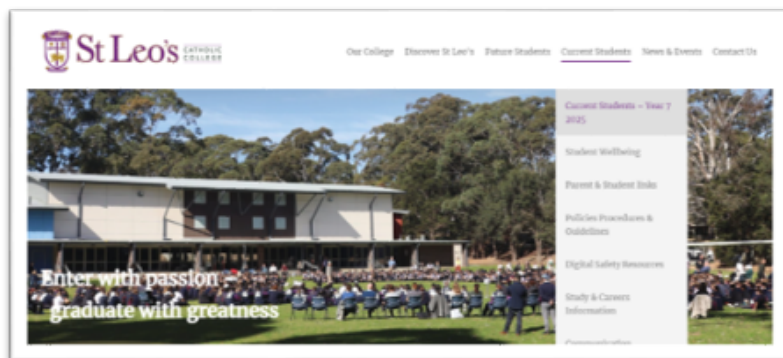 St Leo's CATHOLIC COLLEGE
Our College Discover St Leo's Future Students Current Students News & Events Contact Us
Current Students – Year 7
2025
Student Wellbeing
Parent & Student links
Policies Procedures &
Guidelines
Digital Safety Resources
Study & Careers
Information
Communication
Enter with passion
graduate with greatness